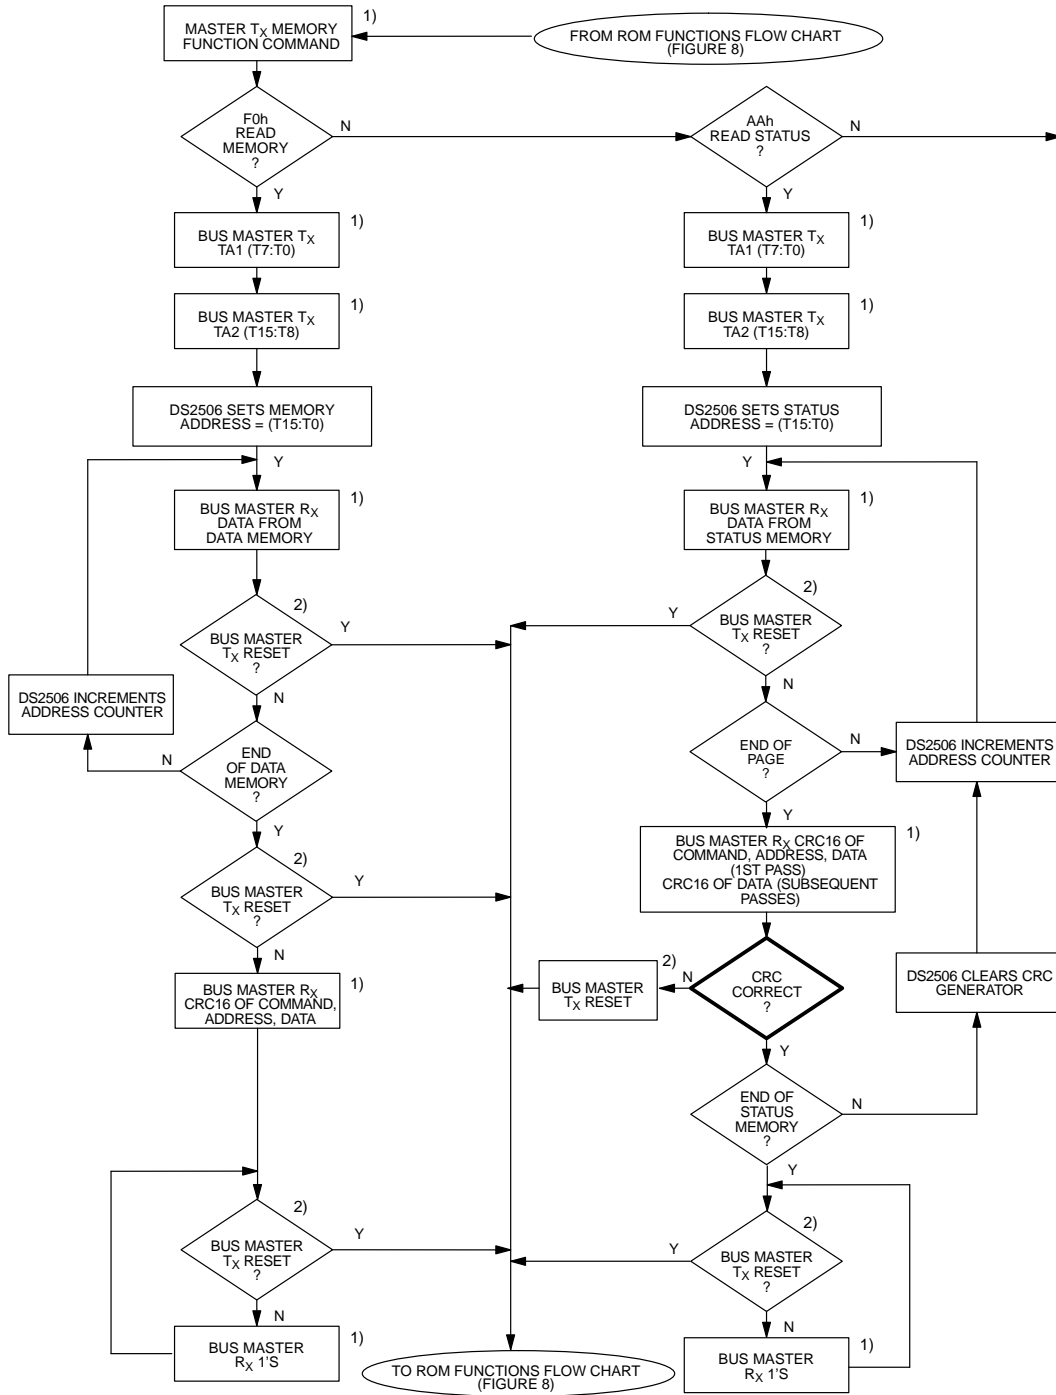 MASTER TX MEMORY
FUNCTION COMMAND
1)
FROM ROM FUNCTIONS FLOW CHART
(FIGURE 8)
F0h
READ
MEMORY
?
N
Y
AAh
READ STATUS
?
N
Y
BUS MASTER TX
TA1 (T7:T0)
1)
BUS MASTER TX
TA1 (T7:T0)
1)
BUS MASTER TX
TA2 (T15:T8)
1)
BUS MASTER TX
TA2 (T15:T8)
1)
DS2506 SETS MEMORY
ADDRESS = (T15:T0)
DS2506 SETS STATUS
ADDRESS = (T15:T0)
Y
Y
BUS MASTER RX
DATA FROM
DATA MEMORY
1)
BUS MASTER RX
DATA FROM
STATUS MEMORY
1)
2)
BUS MASTER
TX RESET
?
Y
N
2)
BUS MASTER
TX RESET
?
Y
N
DS2506 INCREMENTS
ADDRESS COUNTER
END
OF DATA
MEMORY
?
N
Y
END OF
PAGE
?
N
Y
DS2506 INCREMENTS
ADDRESS COUNTER
2)
BUS MASTER
TX RESET
?
Y
N
BUS MASTER RX CRC16 OF
COMMAND, ADDRESS, DATA
(1ST PASS)
CRC16 OF DATA (SUBSEQUENT
PASSES)
1)
BUS MASTER RX
CRC16 OF COMMAND,
ADDRESS, DATA
1)
2)
BUS MASTER
TX RESET
N
CRC
CORRECT
?
Y
DS2506 CLEARS CRC
GENERATOR
END OF
STATUS
MEMORY
?
N
Y
2)
BUS MASTER
TX RESET
?
Y
N
2)
BUS MASTER
TX RESET
?
Y
N
BUS MASTER
RX 1'S
1)
TO ROM FUNCTIONS FLOW CHART
(FIGURE 8)
BUS MASTER
RX 1'S
1)